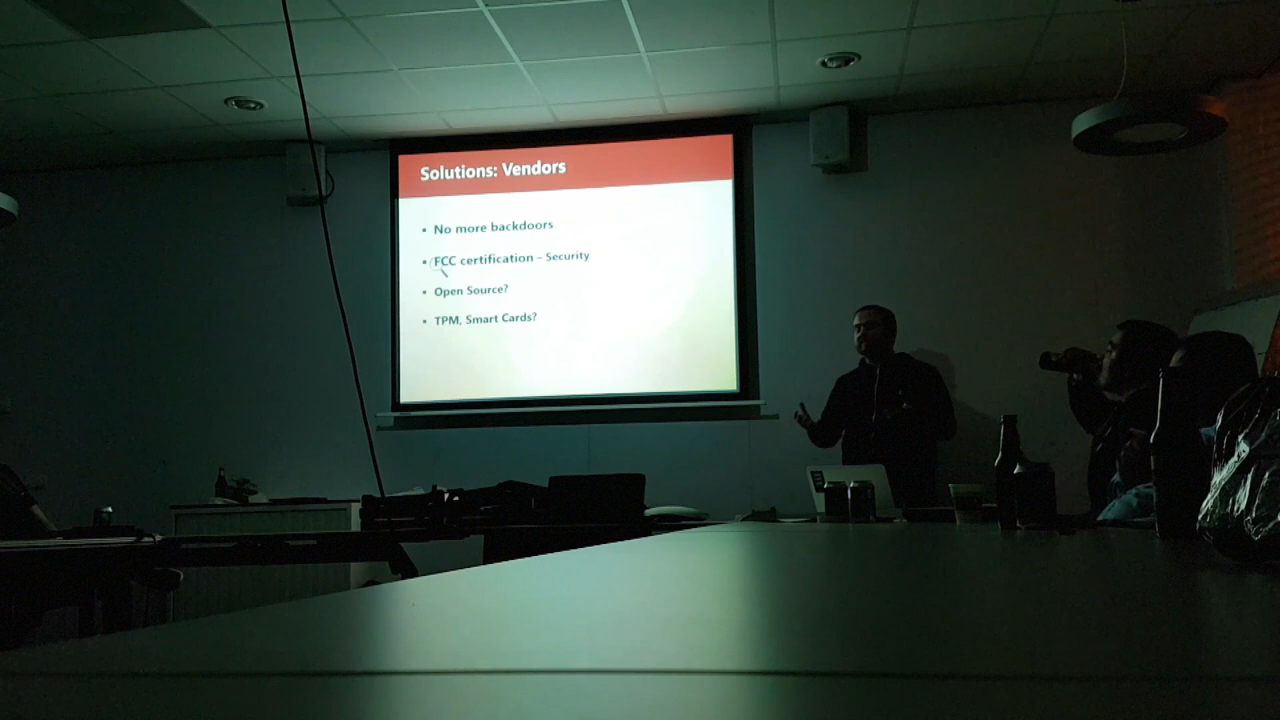 Solutions: Vendors
No more backdoors
FCC certification – Security
Open Source?
TPM, Smart Cards?